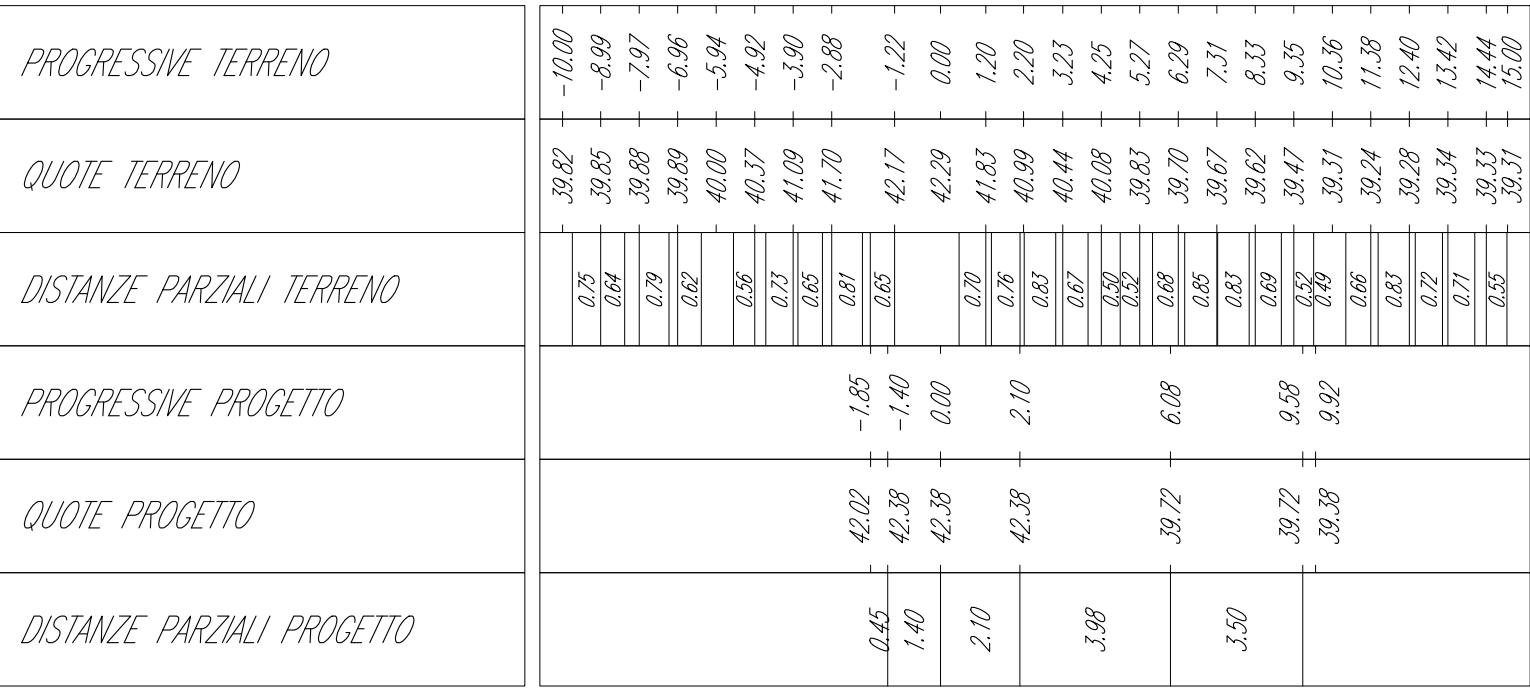 PROGRESSIVE TERRENO -10.00 -8.99 -7.97 -6.96 -5.94 -4.92 -3.90 -2.88 -1.22 0.00 1.20 2.20 3.23 4.25 5.27 6.29 7.31 8.33 9.35 10.36 11.38 12.40 13.42 14.44 15.00
QUOTE TERRENO 39.82 39.85 39.88 39.89 40.00 40.37 41.09 41.70 42.17 42.29 41.83 40.99 40.44 40.08 39.83 39.70 39.67 39.62 39.47 39.31 39.24 39.28 39.34 39.33 39.31
DISTANZE PARZIALI TERRENO 0.75 0.64 0.79 0.62 0.56 0.73 0.65 0.81 0.65 0.70 0.76 0.83 0.67 0.50 0.52 0.68 0.85 0.83 0.69 0.52 0.49 0.66 0.83 0.72 0.71 0.55
PROGRESSIVE PROGETTO -1.85 -1.40 0.00 2.10 6.08 9.58 9.92
QUOTE PROGETTO 42.02 42.38 42.38 42.38 39.72 39.72 39.38
DISTANZE PARZIALI PROGETTO 0.45 1.40 2.10 3.98 3.50